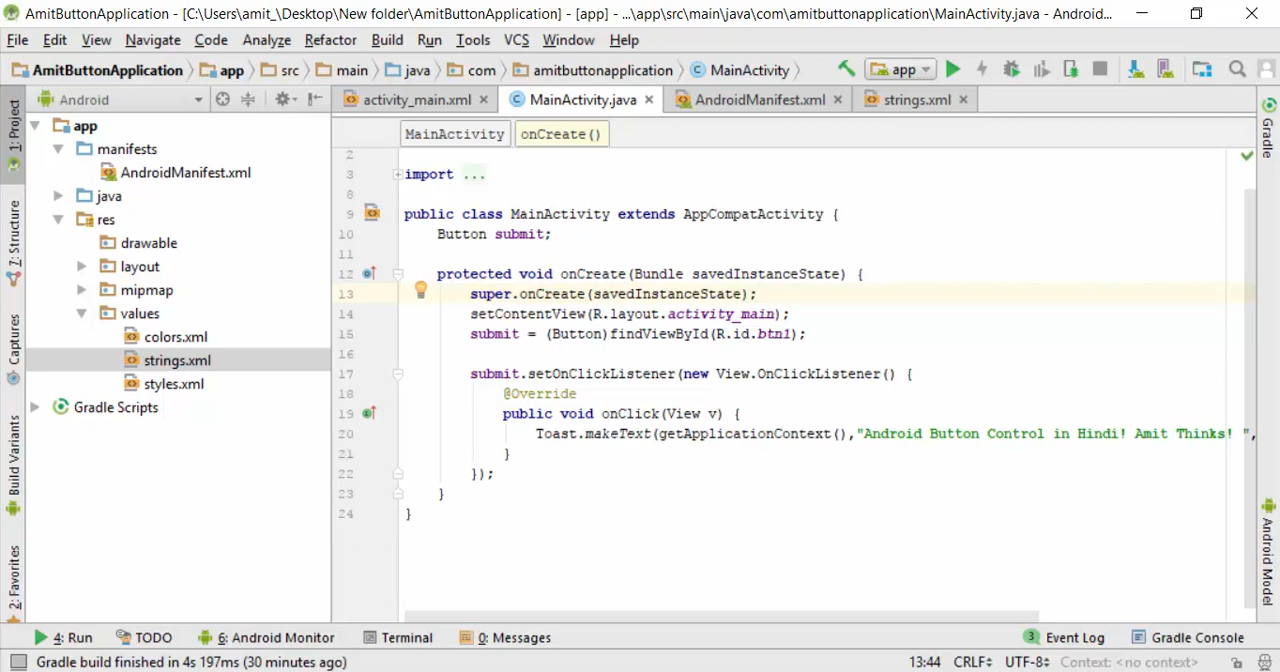 AmitButtonApplication - [C:\Users\amit_\Desktop\New folder\AmitButtonApplication] - [app] - ...\app\src\main\java\com\amitbuttonapplication\MainActivity.java - Android...
File Edit View Navigate Code Analyze Refactor Build Run Tools VCS Window Help
AmitButtonApplication app src main java com amitbuttonapplication MainActivity app
Android
activity_main.xml MainActivity.java AndroidManifest.xml strings.xml
1: Project
Z: Structure
Captures
Build Variants
2: Favorites
app
manifests
AndroidManifest.xml
java
res
drawable
layout
mipmap
values
colors.xml
strings.xml
styles.xml
Gradle Scripts
MainActivity onCreate()
2
3 import ...
8
9 public class MainActivity extends AppCompatActivity {
10 Button submit;
11
12 protected void onCreate(Bundle savedInstanceState) {
13 super.onCreate(savedInstanceState);
14 setContentView(R.layout.activity_main);
15 submit = (Button)findViewById(R.id.btn1);
16
17 submit.setOnClickListener(new View.OnClickListener() {
18 @Override
19 public void onClick(View v) {
20 Toast.makeText(getApplicationContext(),"Android Button Control in Hindi! Amit Thinks! ",
21 }
22 });
23 }
24 }
Gradle
Android Model
4: Run TODO 6: Android Monitor Terminal 0: Messages 3 Event Log Gradle Console
Gradle build finished in 4s 197ms (30 minutes ago) 13:44 CRLF UTF-8 Context: <no context>